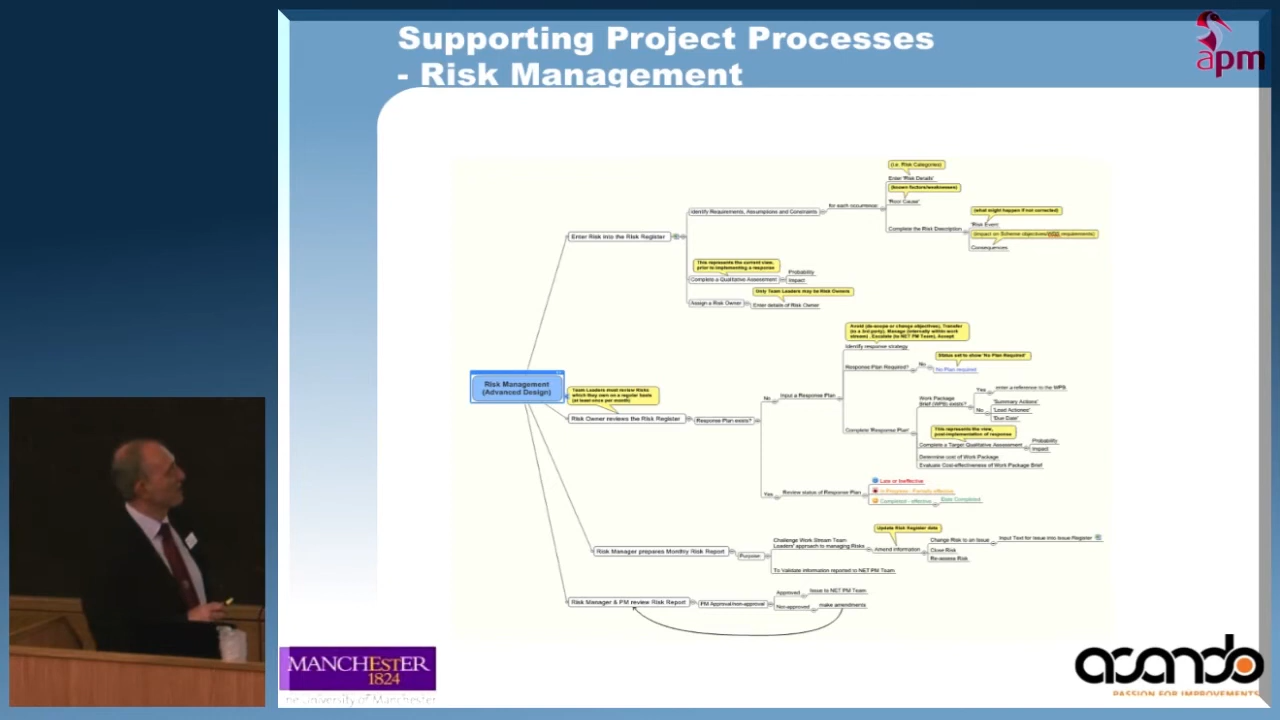 Supporting Project Processes
- Risk Management
apm
(i.e. Risk Categories)
Enter 'Risk Details'
(known factors/weaknesses)
'Root Cause'
for each occurrence
Identify Requirements, Assumptions and Constraints
(what might happen if not corrected)
'Risk Event'
Complete the Risk Description
(impact on Scheme objectives/ requirements)
Consequences
Enter Risk into the Risk Register
This represents the current view,
prior to implementing a response
Complete a Qualitative Assessment
Probability
Impact
Only Team Leaders may be Risk Owners
Assign a Risk Owner
Enter details of Risk Owner
Avoid (de-scope or change objectives), Transfer
(to a 3rd party), Manage (internally within work
stream), Escalate (to NET PM Team), Accept
Identify response strategy
Status set to show 'No Plan Required'
Response Plan Required?
No
No Plan required
Risk Management
(Advanced Design)
Team Leaders must review Risks
which they own on a regular basis
(at least once per month)
Risk Owner reviews the Risk Register
Response Plan exists?
No
Input a Response Plan
Work Package
Brief (WPB) exists?
Yes
enter a reference to the WPB
No
'Summary Actions'
'Lead Actionee'
'Due Date'
This represents the view,
post-implementation of response
Complete 'Response Plan'
Complete a Target Qualitative Assessment
Probability
Impact
Determine cost of Work Package
Evaluate Cost-effectiveness of Work Package Brief
Yes
Review status of Response Plan
Late or Ineffective
In Progress - Partially effective
Completed - effective
Date Completed
Update Risk Register data
Risk Manager prepares Monthly Risk Report
Purpose
Challenge Work Stream Team
Leaders' approach to managing Risks
Amend information
Change Risk to an Issue
Input Text for Issue into Issue Register
Close Risk
Re-assess Risk
To Validate information reported to NET PM Team
Risk Manager & PM review Risk Report
PM Approval/non-approval
Approved
Issue to NET PM Team
Not-approved
make amendments
MANCHESTER
1824
The University of Manchester
asando
PASSION FOR IMPROVEMENTS